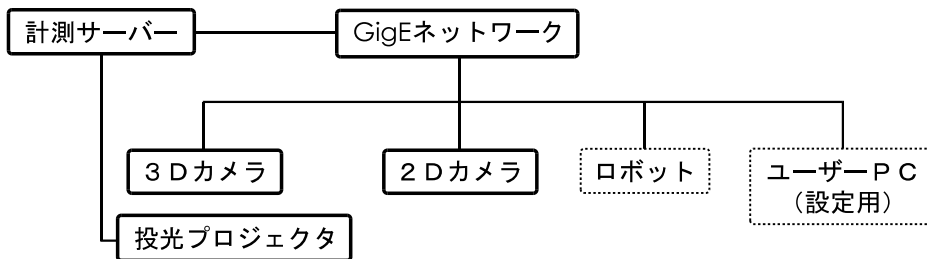 計測サーバー
GigEネットワーク
３Ｄカメラ
２Ｄカメラ
ロボット
ユーザーＰＣ
（設定用）
投光プロジェクタ